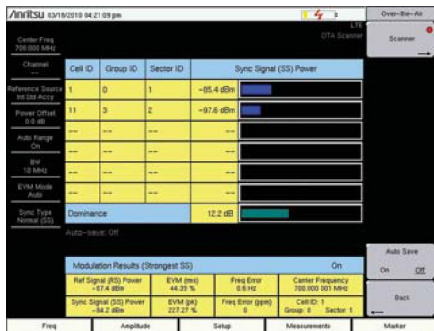 Anritsu 03/18/2010 04:21:09 pm
Over-the-Air
LTE
OTA Scanner
Scanner
Center Freq
700.000 MHz
Channel
--
Reference Source
Int Std Accy
Power Offset
0.0 dB
Auto Range
On
BW
10 MHz
EVM Mode
Auto
Sync Type
Normal (SS)
Cell ID Group ID Sector ID Sync Signal (SS) Power
1 0 1 -85.4 dBm
11 3 2 -97.6 dBm
-- -- -- --
-- -- -- --
-- -- -- --
-- -- -- --
Dominance 12.2 dB
Auto-save: Off
Modulation Results (Strongest SS) On
Ref Signal (RS) Power EVM (rms) Freq Error Carrier Frequency
-87.4 dBm 44.23 % 0.6 Hz 700.000 001 MHz
Sync Signal (SS) Power EVM (pk) Freq Error (ppm) Cell ID: 1
-84.2 dBm 227.27 % 0 Group: 0 Sector: 1
Auto Save
On Off
Back
Freq Amplitude Setup Measurements Marker